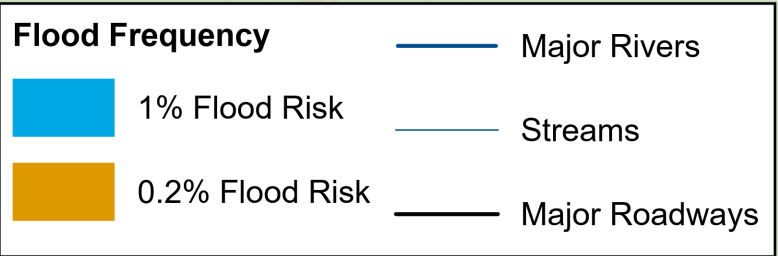 Flood Frequency
1% Flood Risk
0.2% Flood Risk
Major Rivers
Streams
Major Roadways